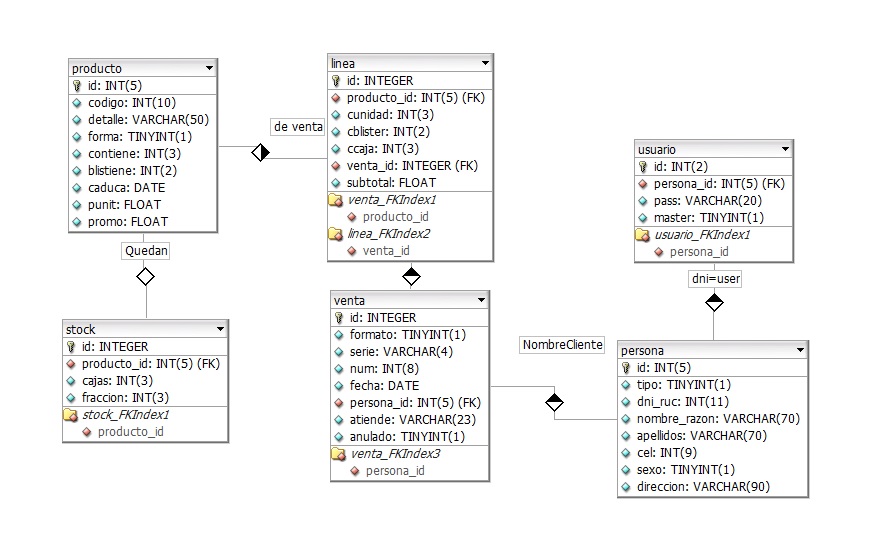 producto
id: INT(5)
codigo: INT(10)
detalle: VARCHAR(50)
forma: TINYINT(1)
contiene: INT(3)
blistiene: INT(2)
caduca: DATE
punit: FLOAT
promo: FLOAT
Quedan
stock
id: INTEGER
producto_id: INT(5) (FK)
cajas: INT(3)
fraccion: INT(3)
stock_FKIndex1
producto_id
de venta
linea
id: INTEGER
producto_id: INT(5) (FK)
cunidad: INT(3)
cblister: INT(2)
ccaja: INT(3)
venta_id: INTEGER (FK)
subtotal: FLOAT
venta_FKIndex1
producto_id
linea_FKIndex2
venta_id
venta
id: INTEGER
formato: TINYINT(1)
serie: VARCHAR(4)
num: INT(8)
fecha: DATE
persona_id: INT(5) (FK)
atiende: VARCHAR(23)
anulado: TINYINT(1)
venta_FKIndex3
persona_id
NombreCliente
usuario
id: INT(2)
persona_id: INT(5) (FK)
pass: VARCHAR(20)
master: TINYINT(1)
usuario_FKIndex1
persona_id
dni=user
persona
id: INT(5)
tipo: TINYINT(1)
dni_ruc: INT(11)
nombre_razon: VARCHAR(70)
apellidos: VARCHAR(70)
cel: INT(9)
sexo: TINYINT(1)
direccion: VARCHAR(90)